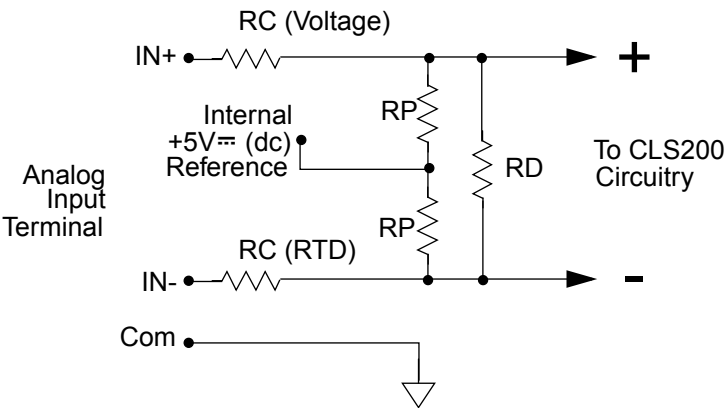 RC (Voltage)
IN+
+
RP
Internal
+5V⎓ (dc)
Reference
RD
To CLS200
Circuitry
Analog
Input
Terminal
RP
RC (RTD)
IN-
-
Com